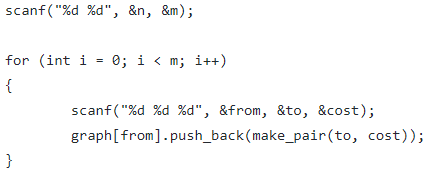 scanf("%d %d", &n, &m);
for (int i = 0; i < m; i++)
{
scanf("%d %d %d", &from, &to, &cost);
graph[from].push_back(make_pair(to, cost));
}